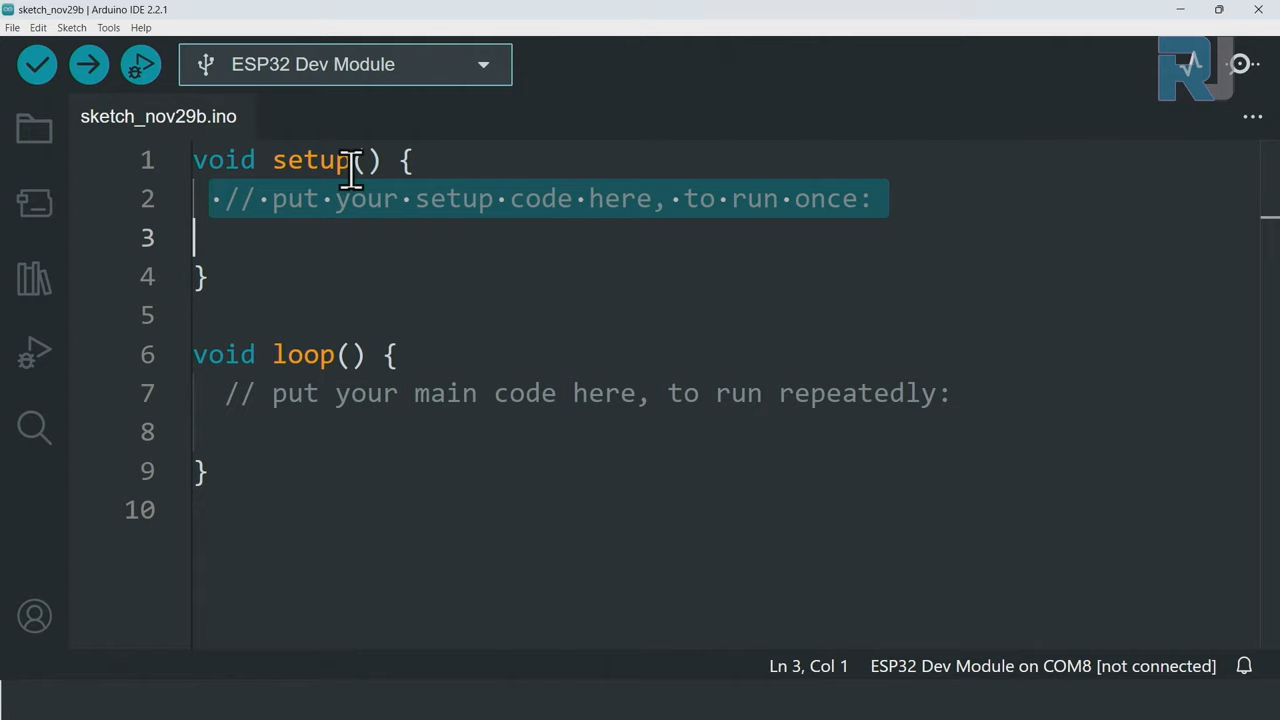 sketch_nov29b | Arduino IDE 2.2.1
File Edit Sketch Tools Help
ESP32 Dev Module
RJ
sketch_nov29b.ino
1 void setup() {
2 // put your setup code here, to run once:
3
4 }
5
6 void loop() {
7 // put your main code here, to run repeatedly:
8
9 }
10
Ln 3, Col 1 ESP32 Dev Module on COM8 [not connected]